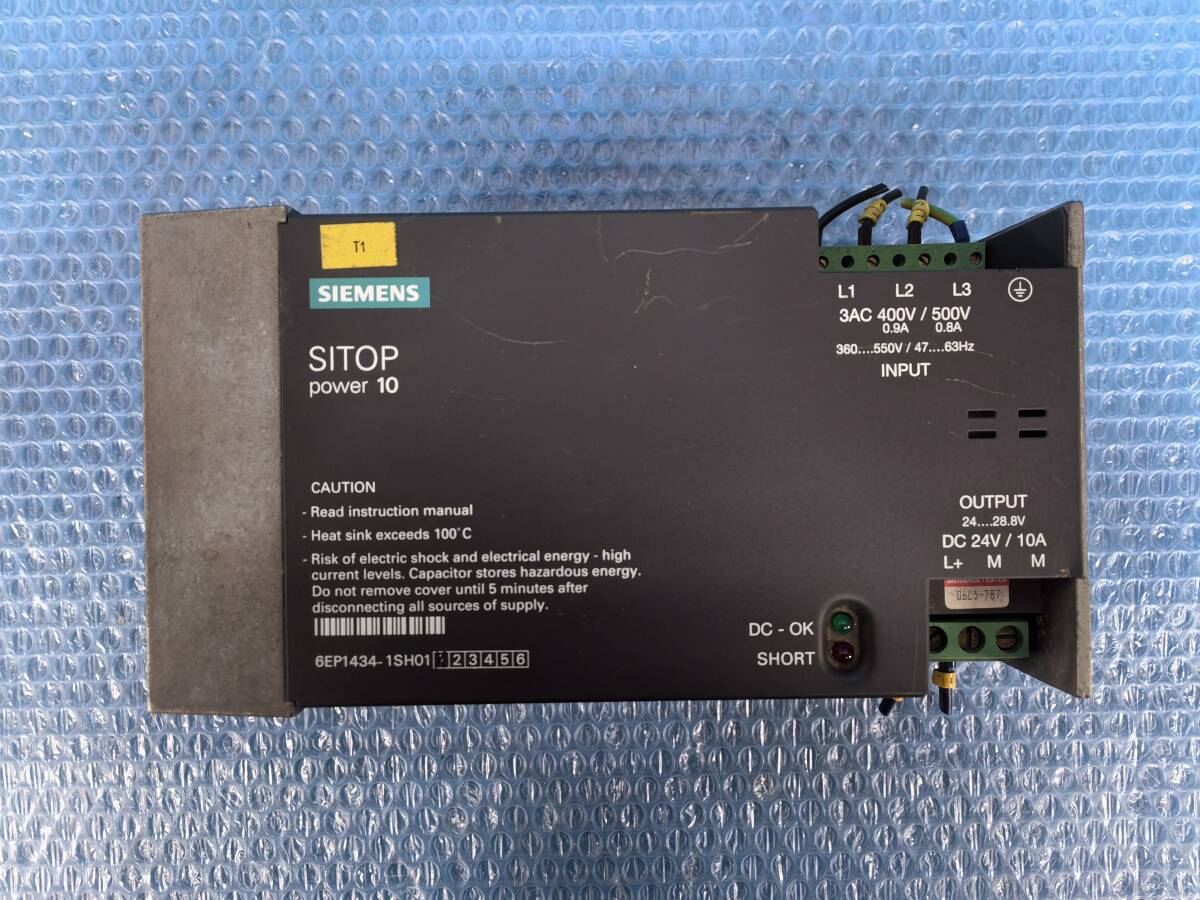 T1
SIEMENS
SITOP
power 10
CAUTION
- Read instruction manual
- Heat sink exceeds 100°C
- Risk of electric shock and electrical energy - high
current levels. Capacitor stores hazardous energy.
Do not remove cover until 5 minutes after
disconnecting all sources of supply.
6EP1434-1SH01 2 3 4 5 6
L1 L2 L3
3AC 400V / 500V
0.9A 0.8A
360....550V / 47....63Hz
INPUT
OUTPUT
24....28.8V
DC 24V / 10A
L+ M M
DC - OK
SHORT